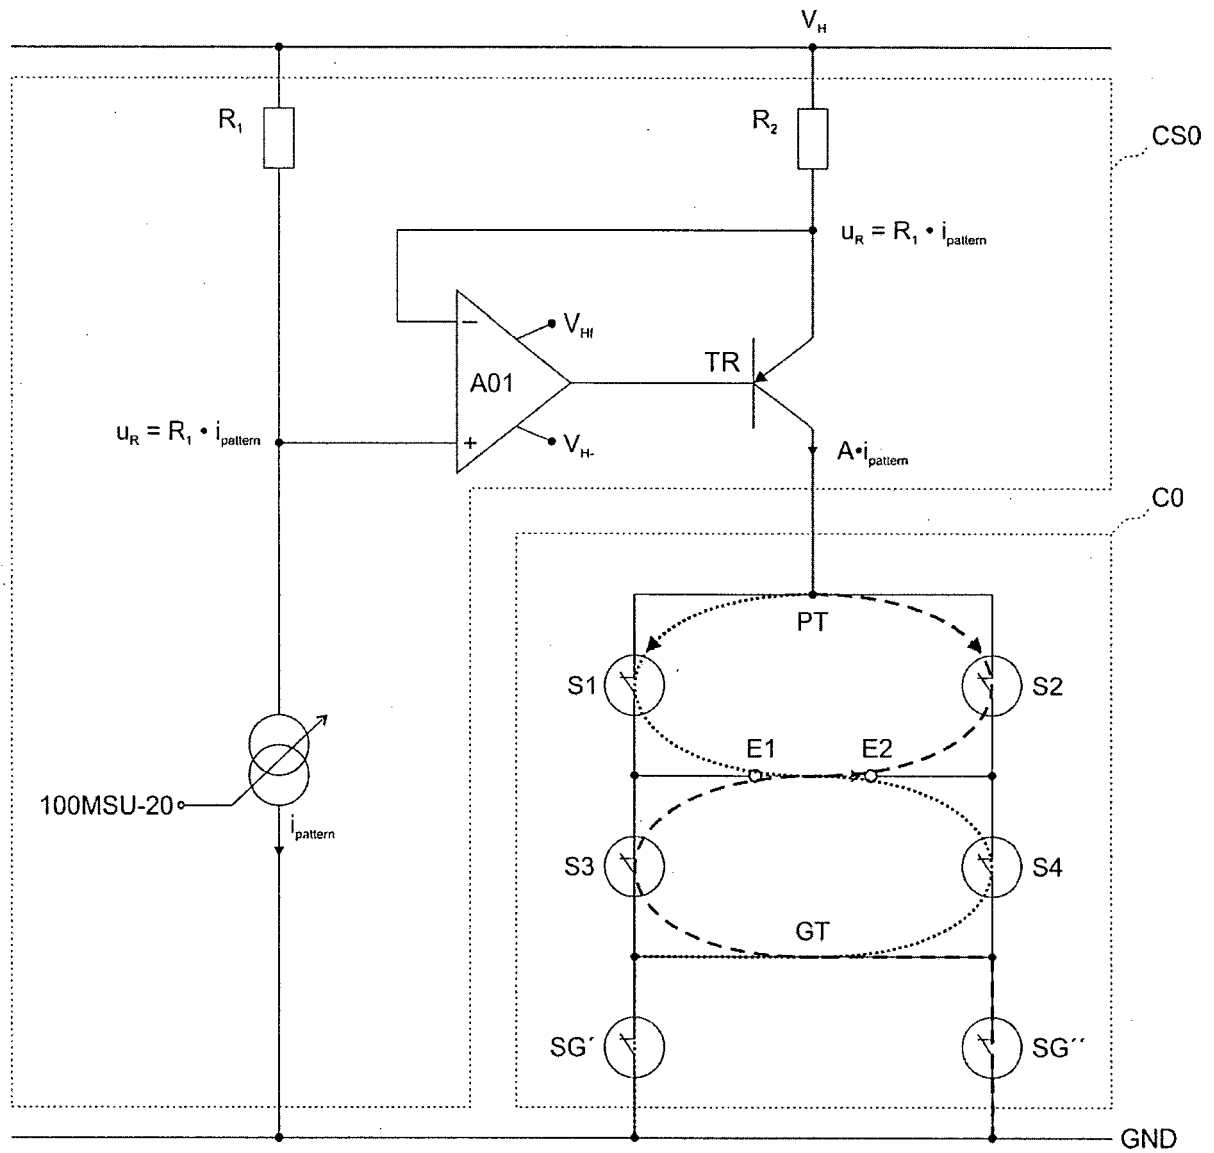 V_H
R_1
R_2
CS0
u_R = R_1 • i_pattern
V_Hf
TR
A01
−
+
u_R = R_1 • i_pattern
V_H-
A•i_pattern
C0
PT
S1
S2
E1
E2
100MSU-20
i_pattern
S3
S4
GT
SG´
SG´´
GND